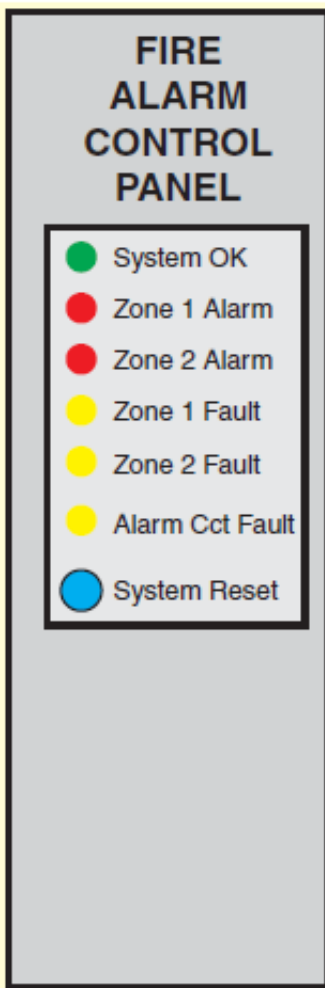 FIRE
ALARM
CONTROL
PANEL
System OK
Zone 1 Alarm
Zone 2 Alarm
Zone 1 Fault
Zone 2 Fault
Alarm Cct Fault
System Reset